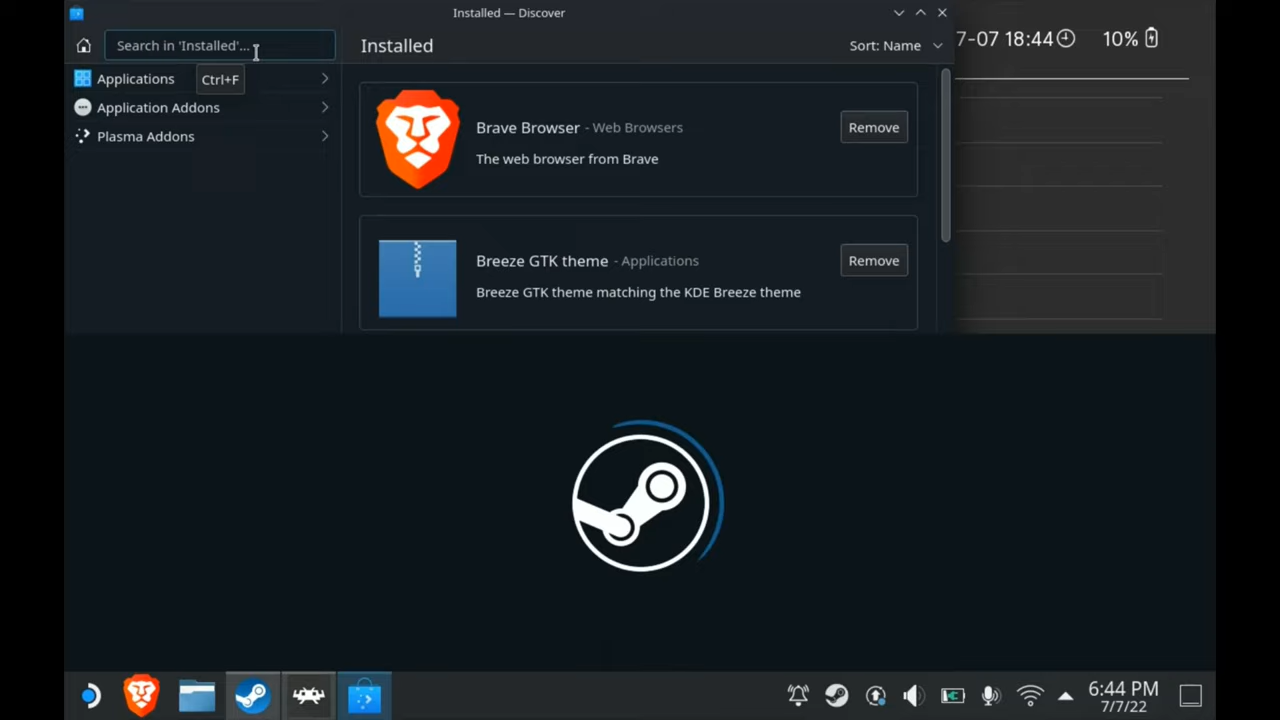 Installed — Discover
Search in 'Installed'...
Installed
Sort: Name
7-07 18:44
10%
Applications
Ctrl+F
Application Addons
Plasma Addons
Brave Browser - Web Browsers
Remove
The web browser from Brave
Breeze GTK theme - Applications
Remove
Breeze GTK theme matching the KDE Breeze theme
6:44 PM
7/7/22